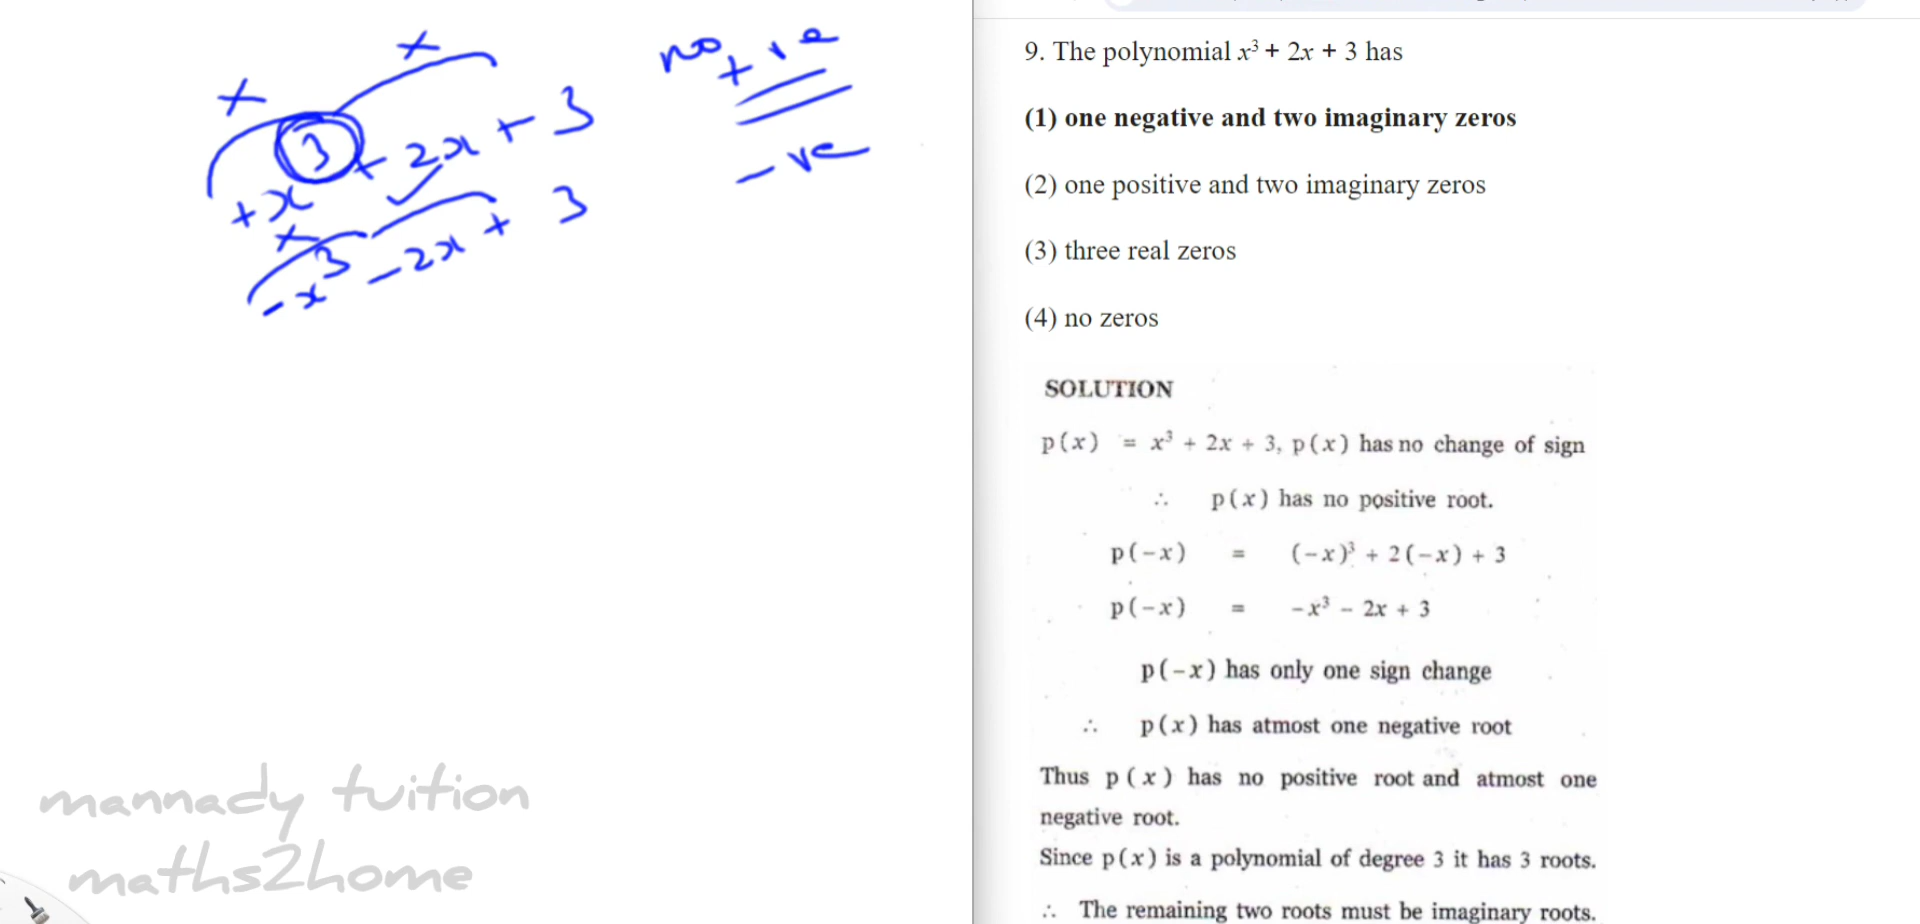 +x³ + 2x + 3
-x³ - 2x + 3
no +ve
-ve
mannady tuition
maths2home
9. The polynomial x³ + 2x + 3 has
(1) one negative and two imaginary zeros
(2) one positive and two imaginary zeros
(3) three real zeros
(4) no zeros
SOLUTION
p(x) = x³ + 2x + 3, p(x) has no change of sign
∴ p(x) has no positive root.
p(-x) = (-x)³ + 2(-x) + 3
p(-x) = -x³ - 2x + 3
p(-x) has only one sign change
∴ p(x) has atmost one negative root
Thus p(x) has no positive root and atmost one
negative root.
Since p(x) is a polynomial of degree 3 it has 3 roots.
∴ The remaining two roots must be imaginary roots.